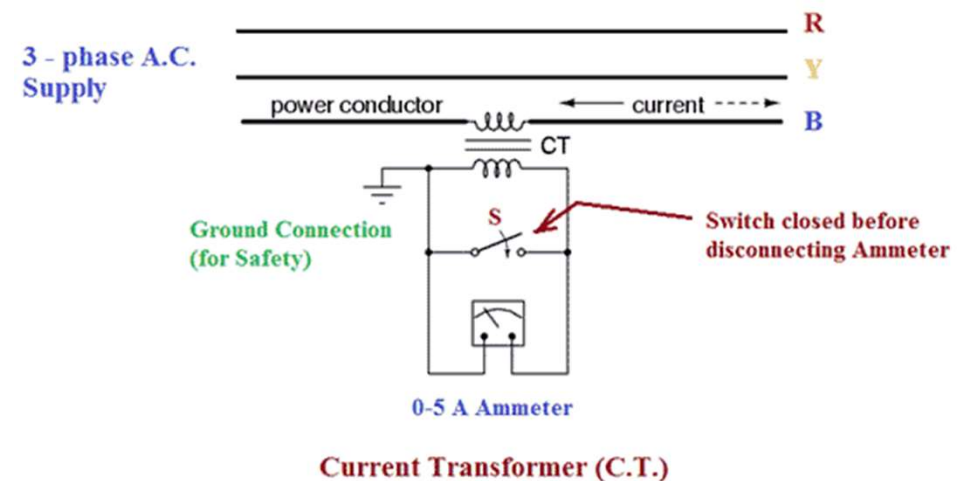 R
3 - phase A.C.
Supply
Y
power conductor
current
B
CT
Ground Connection
(for Safety)
S
Switch closed before
disconnecting Ammeter
0-5 A Ammeter
Current Transformer (C.T.)